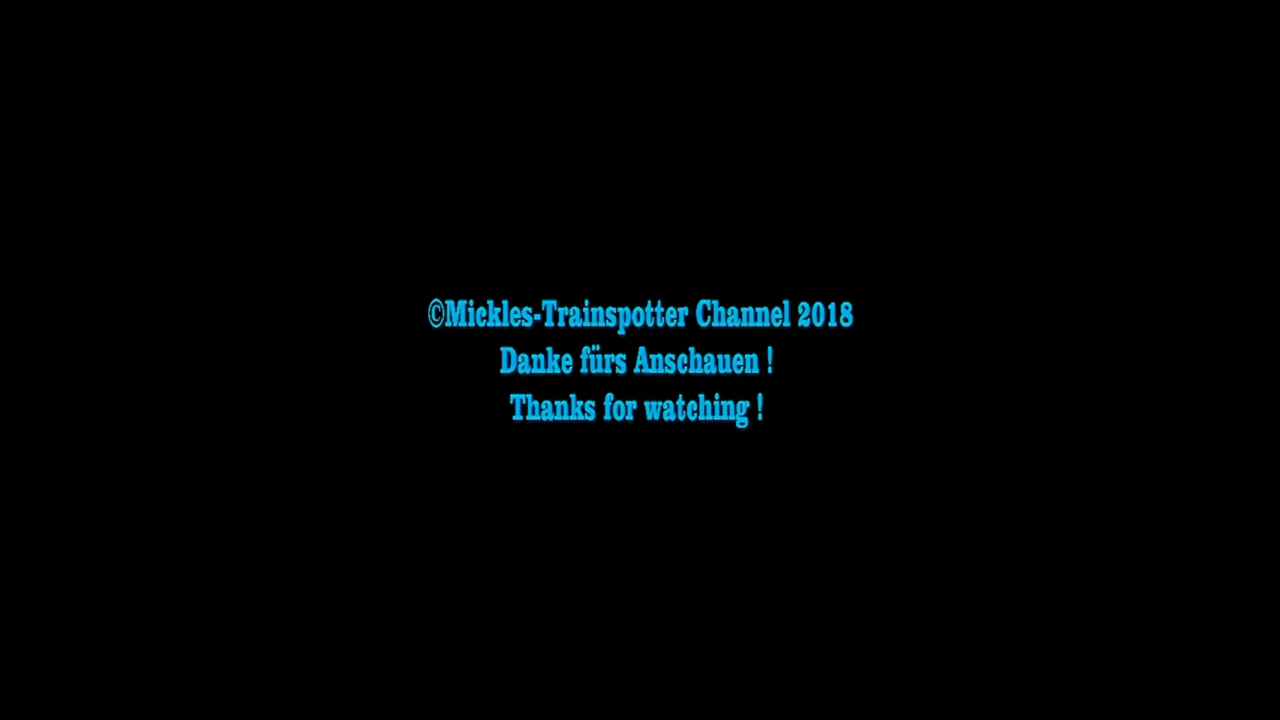 ©Mickles-Trainspotter Channel 2018
Danke fürs Anschauen !
Thanks for watching !